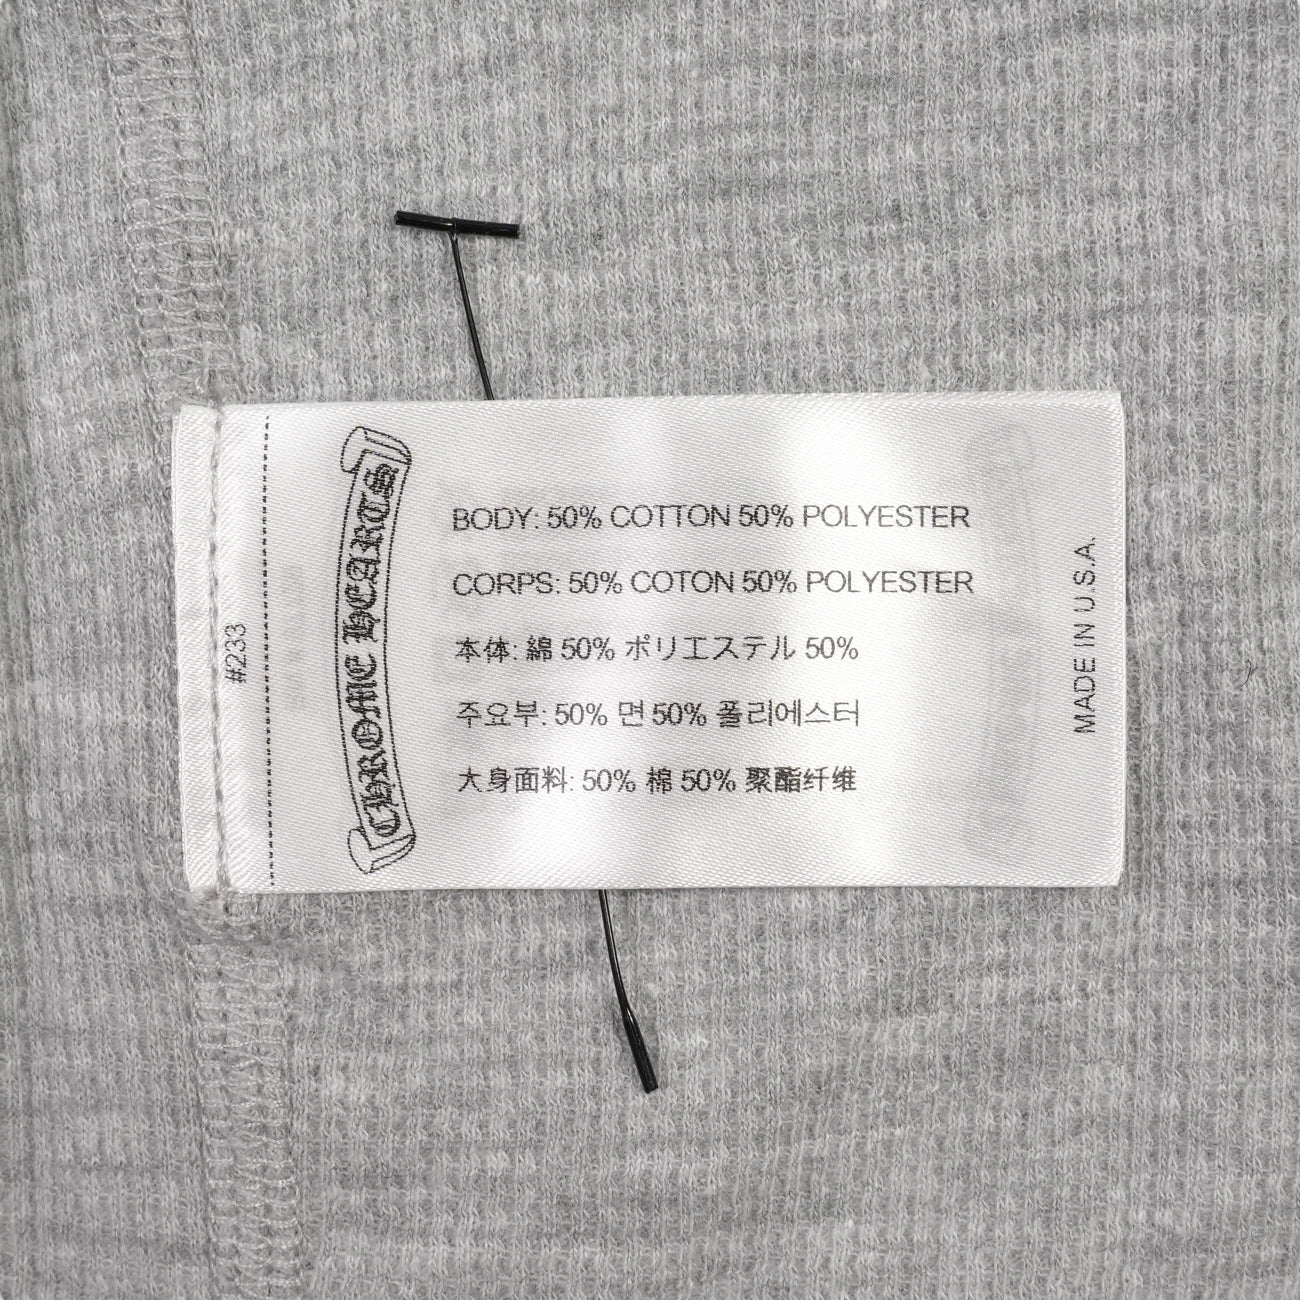 #233
CHROME HEARTS
BODY: 50% COTTON 50% POLYESTER
CORPS: 50% COTON 50% POLYESTER
本体: 綿 50% ポリエステル 50%
주요부: 50% 면 50% 폴리에스터
大身面料: 50% 棉 50% 聚酯纤维
MADE IN U.S.A.